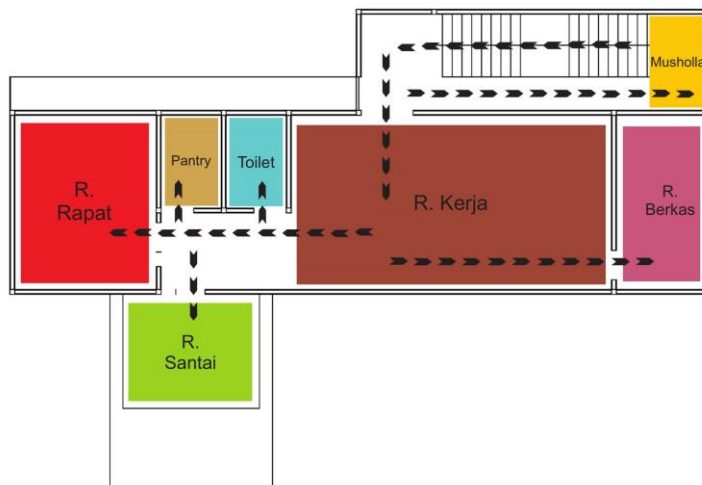 Musholla
Pantry
Toilet
R.
Rapat
R. Kerja
R.
Berkas
R.
Santai